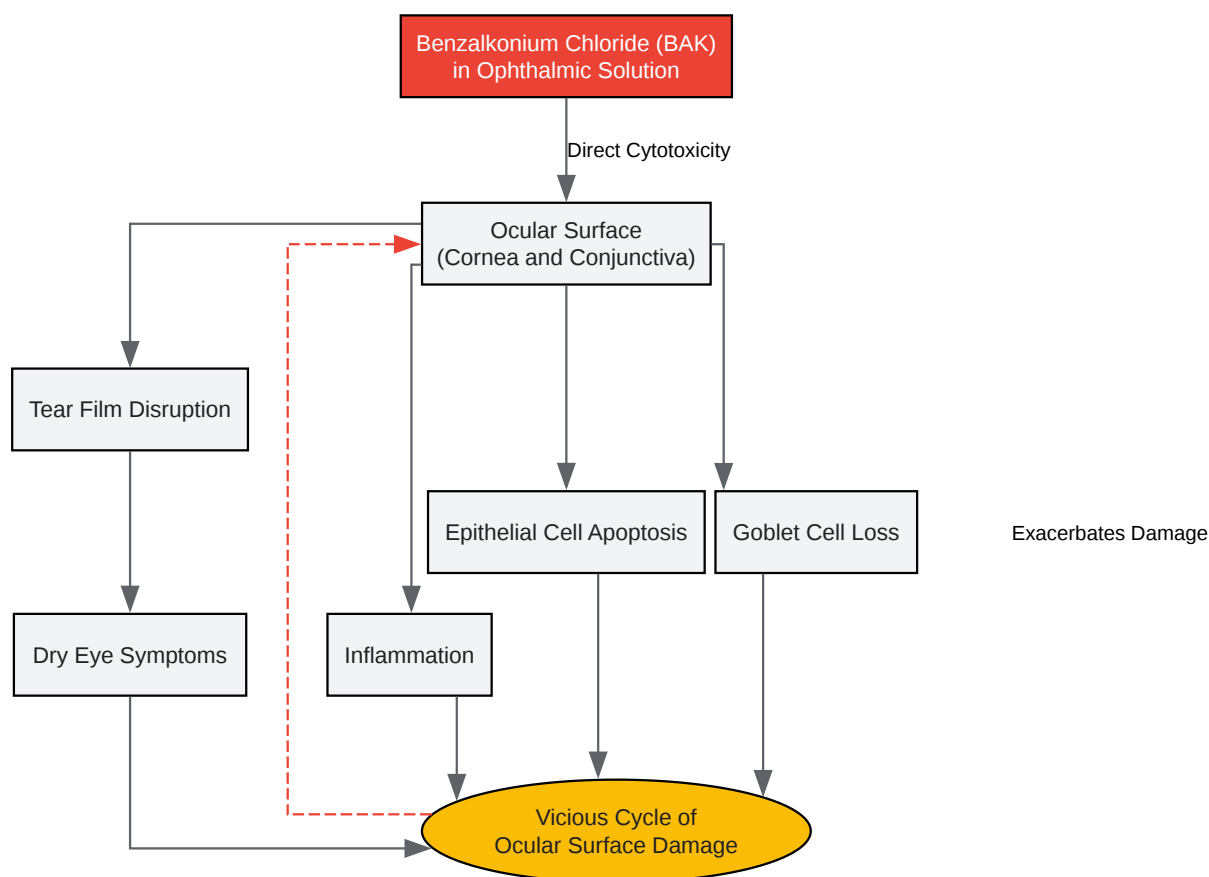 Benzalkonium Chloride (BAK)
in Ophthalmic Solution
Direct Cytotoxicity
Ocular Surface
(Cornea and Conjunctiva)
Tear Film Disruption
Epithelial Cell Apoptosis
Goblet Cell Loss
Exacerbates Damage
Dry Eye Symptoms
Inflammation
Vicious Cycle of
Ocular Surface Damage